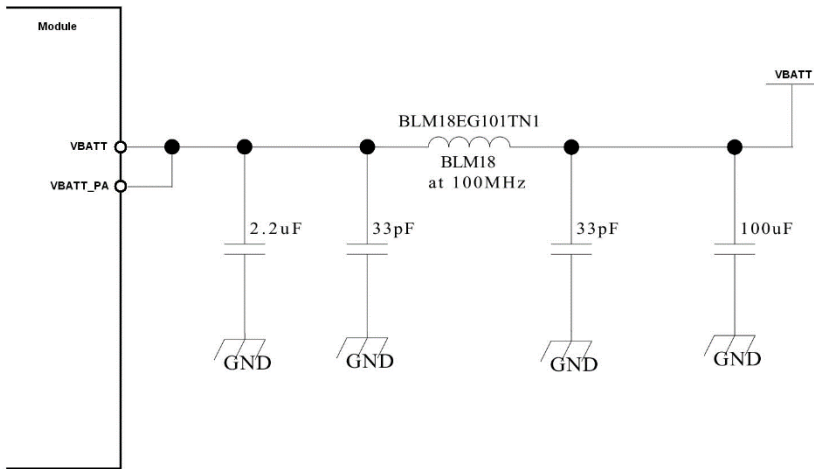 Module
VBATT
BLM18EG101TN1
VBATT
BLM18
at 100MHz
VBATT_PA
2.2uF
33pF
33pF
100uF
GND
GND
GND
GND